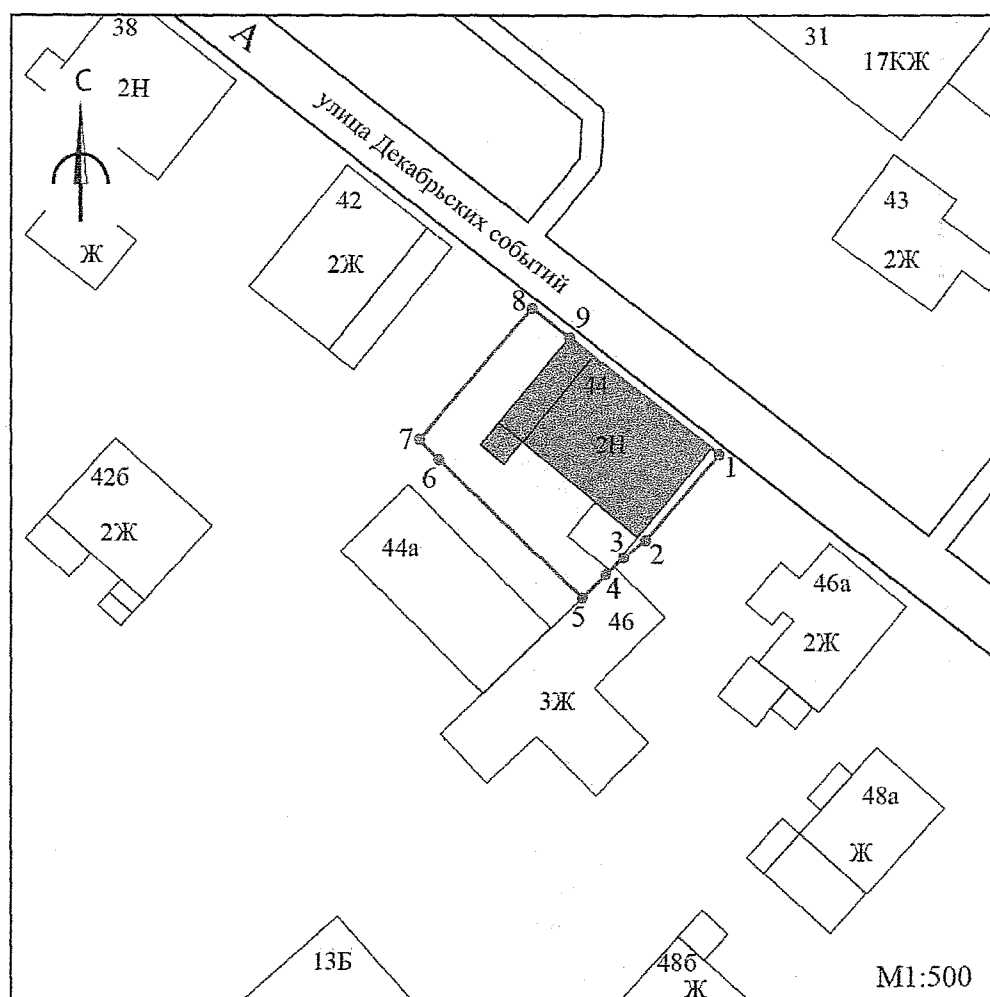 38
А
31
17КЖ
С
2Н
улица Декабрьских событий
42
43
Ж
2Ж
2Ж
8
9
44
7
2Н
1
6
42б
2Ж
44а
3
2
4
5
46
46а
2Ж
3Ж
48а
Ж
13Б
48б
Ж
М1:500